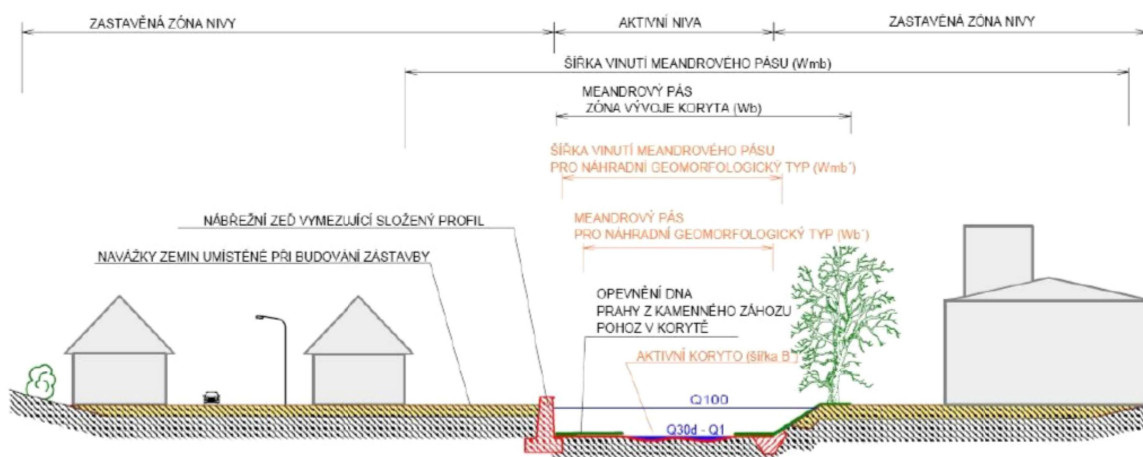 ZASTAVĚNÁ ZÓNA NIVY
AKTIVNÍ NIVA
ZASTAVĚNÁ ZÓNA NIVY
ŠÍŘKA VINUTÍ MEANDROVÉHO PÁSU (Wmb)
MEANDROVÝ PÁS
ZÓNA VÝVOJE KORYTA (Wb)
ŠÍŘKA VINUTÍ MEANDROVÉHO PÁSU
PRO NÁHRADNÍ GEOMORFOLOGICKÝ TYP (Wmb´)
MEANDROVÝ PÁS
PRO NÁHRADNÍ GEOMORFOLOGICKÝ TYP (Wb´)
NÁBŘEŽNÍ ZEĎ VYMEZUJÍCÍ SLOŽENÝ PROFIL
NAVÁŽKY ZEMIN UMÍSTĚNÉ PŘI BUDOVÁNÍ ZÁSTAVBY
OPEVNĚNÍ DNA
PRAHY Z KAMENNÉHO ZÁHOZU
POHOZ V KORYTĚ
AKTIVNÍ KORYTO (šířka B´)
Q100
Q30d - Q1